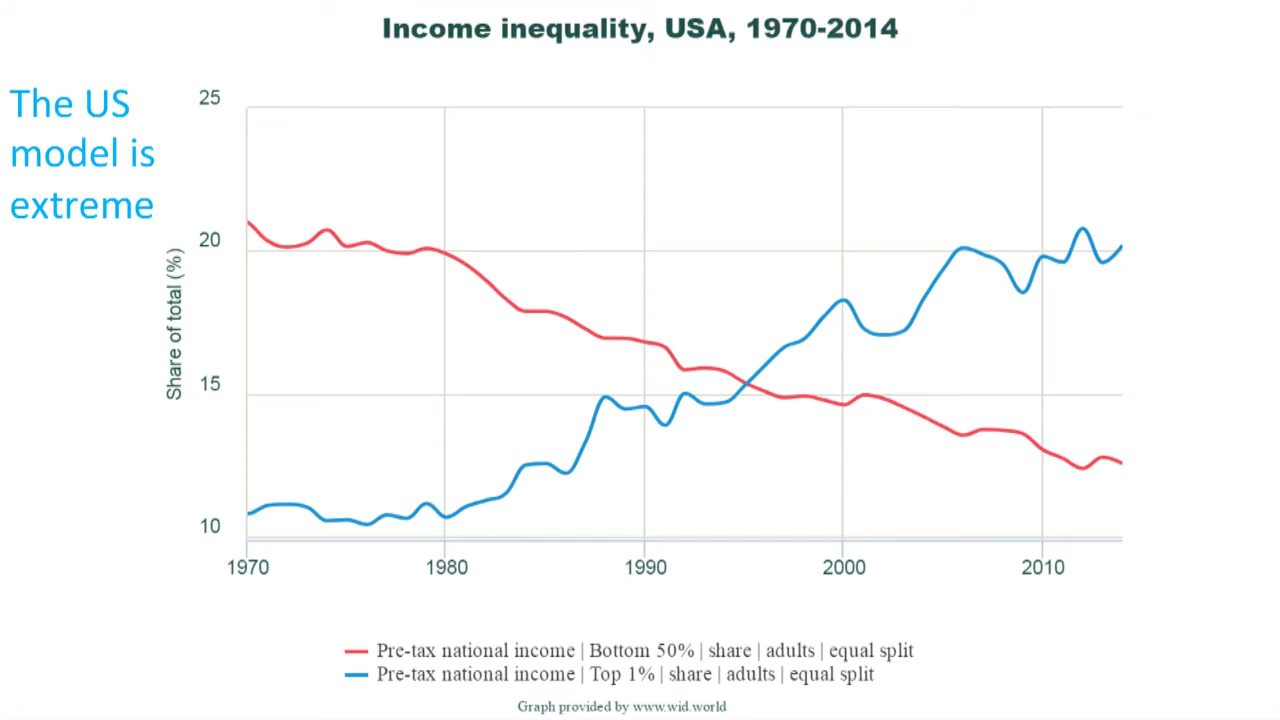 Income inequality, USA, 1970-2014
The US
model is
extreme
Share of total (%)
25
20
15
10
1970
1980
1990
2000
2010
Pre-tax national income | Bottom 50% | share | adults | equal split
Pre-tax national income | Top 1% | share | adults | equal split
Graph provided by www.wid.world